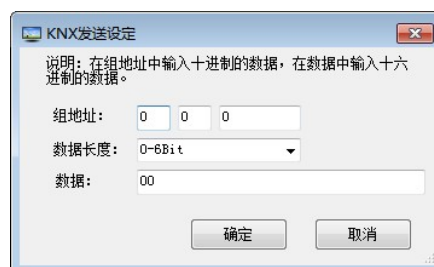 KNX发送设定
说明：在组地址中输入十进制的数据，在数据中输入十六
进制的数据。
组地址： 0 0 0
数据长度： 0-6Bit
数据： 00
确定 取消